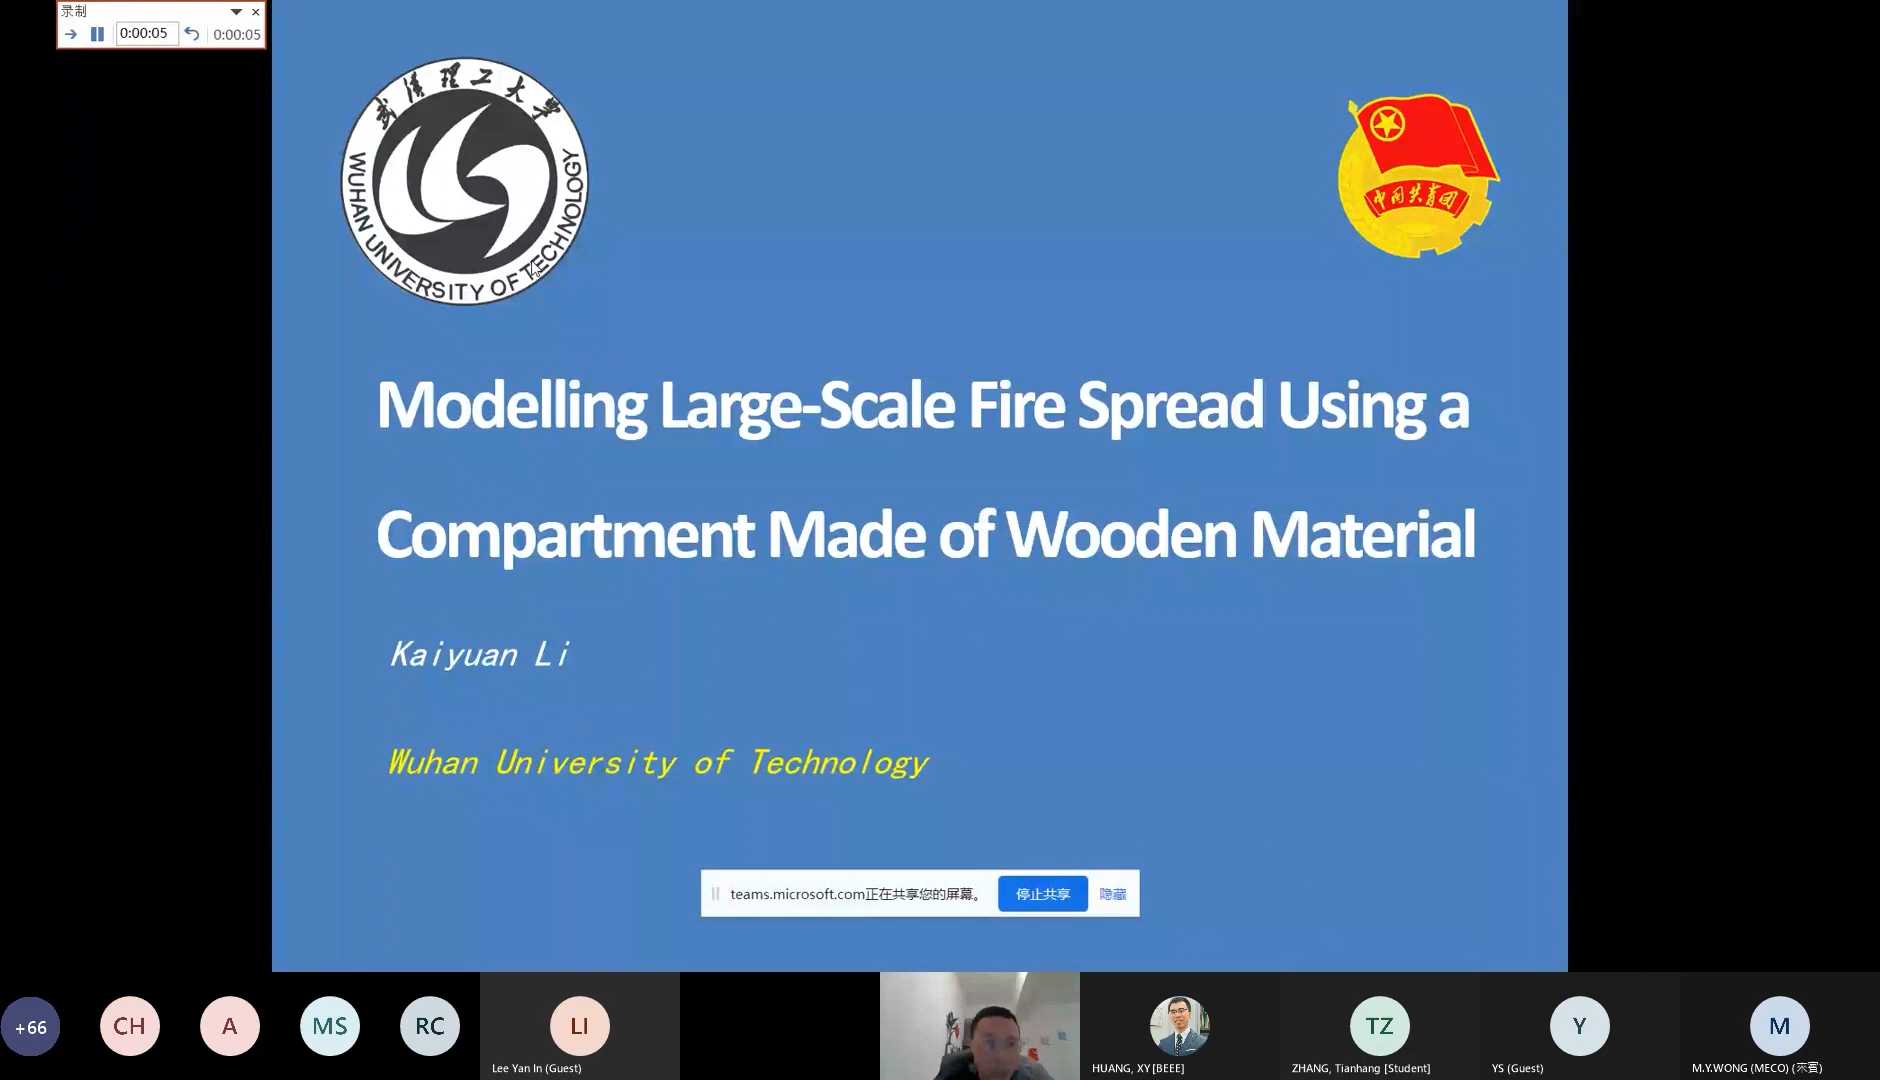 录制
0:00:05
0:00:05
武汉理工大学
WUHAN UNIVERSITY OF TECHNOLOGY
中国共青团
Modelling Large-Scale Fire Spread Using a
Compartment Made of Wooden Material
Kaiyuan Li
Wuhan University of Technology
teams.microsoft.com正在共享您的屏幕。
停止共享
隐藏
+66
CH
A
MS
RC
LI
TZ
Y
M
Lee Yan In (Guest)
HUANG, XY [BEEE]
ZHANG, Tianhang [Student]
YS (Guest)
M.Y.WONG (MECO) (来宾)